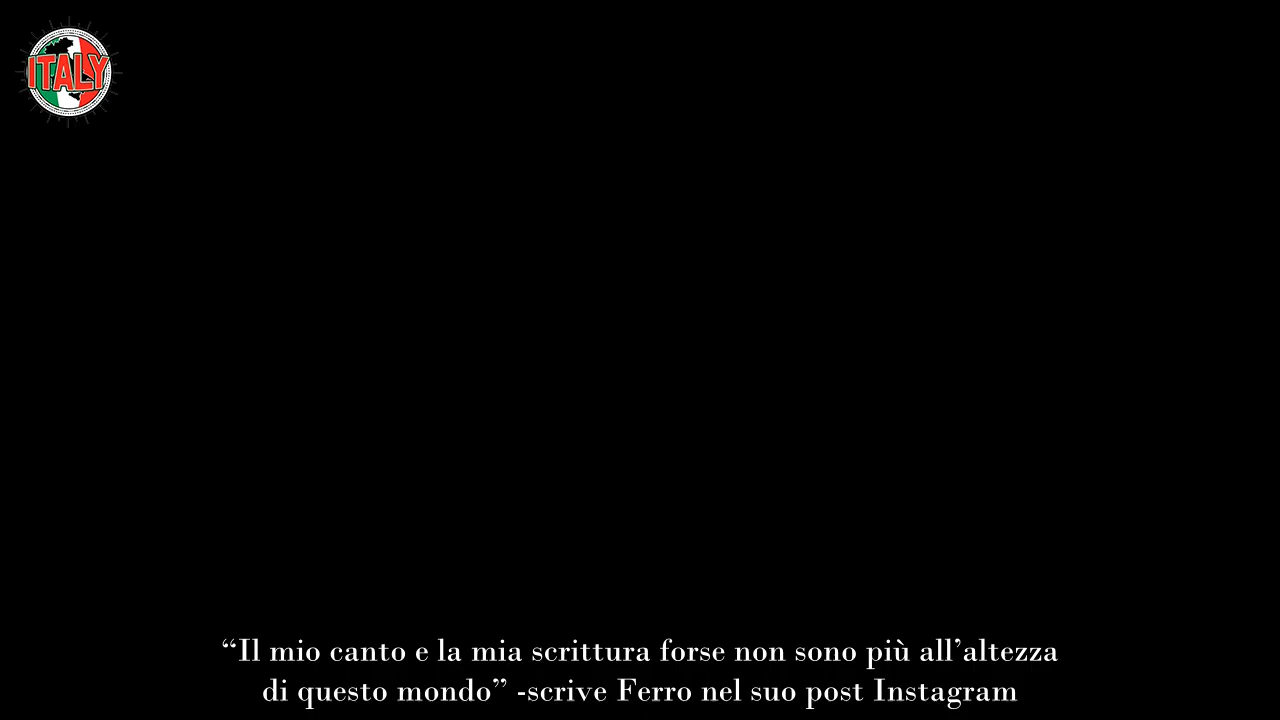 ITALY
“Il mio canto e la mia scrittura forse non sono più all’altezza
di questo mondo” -scrive Ferro nel suo post Instagram